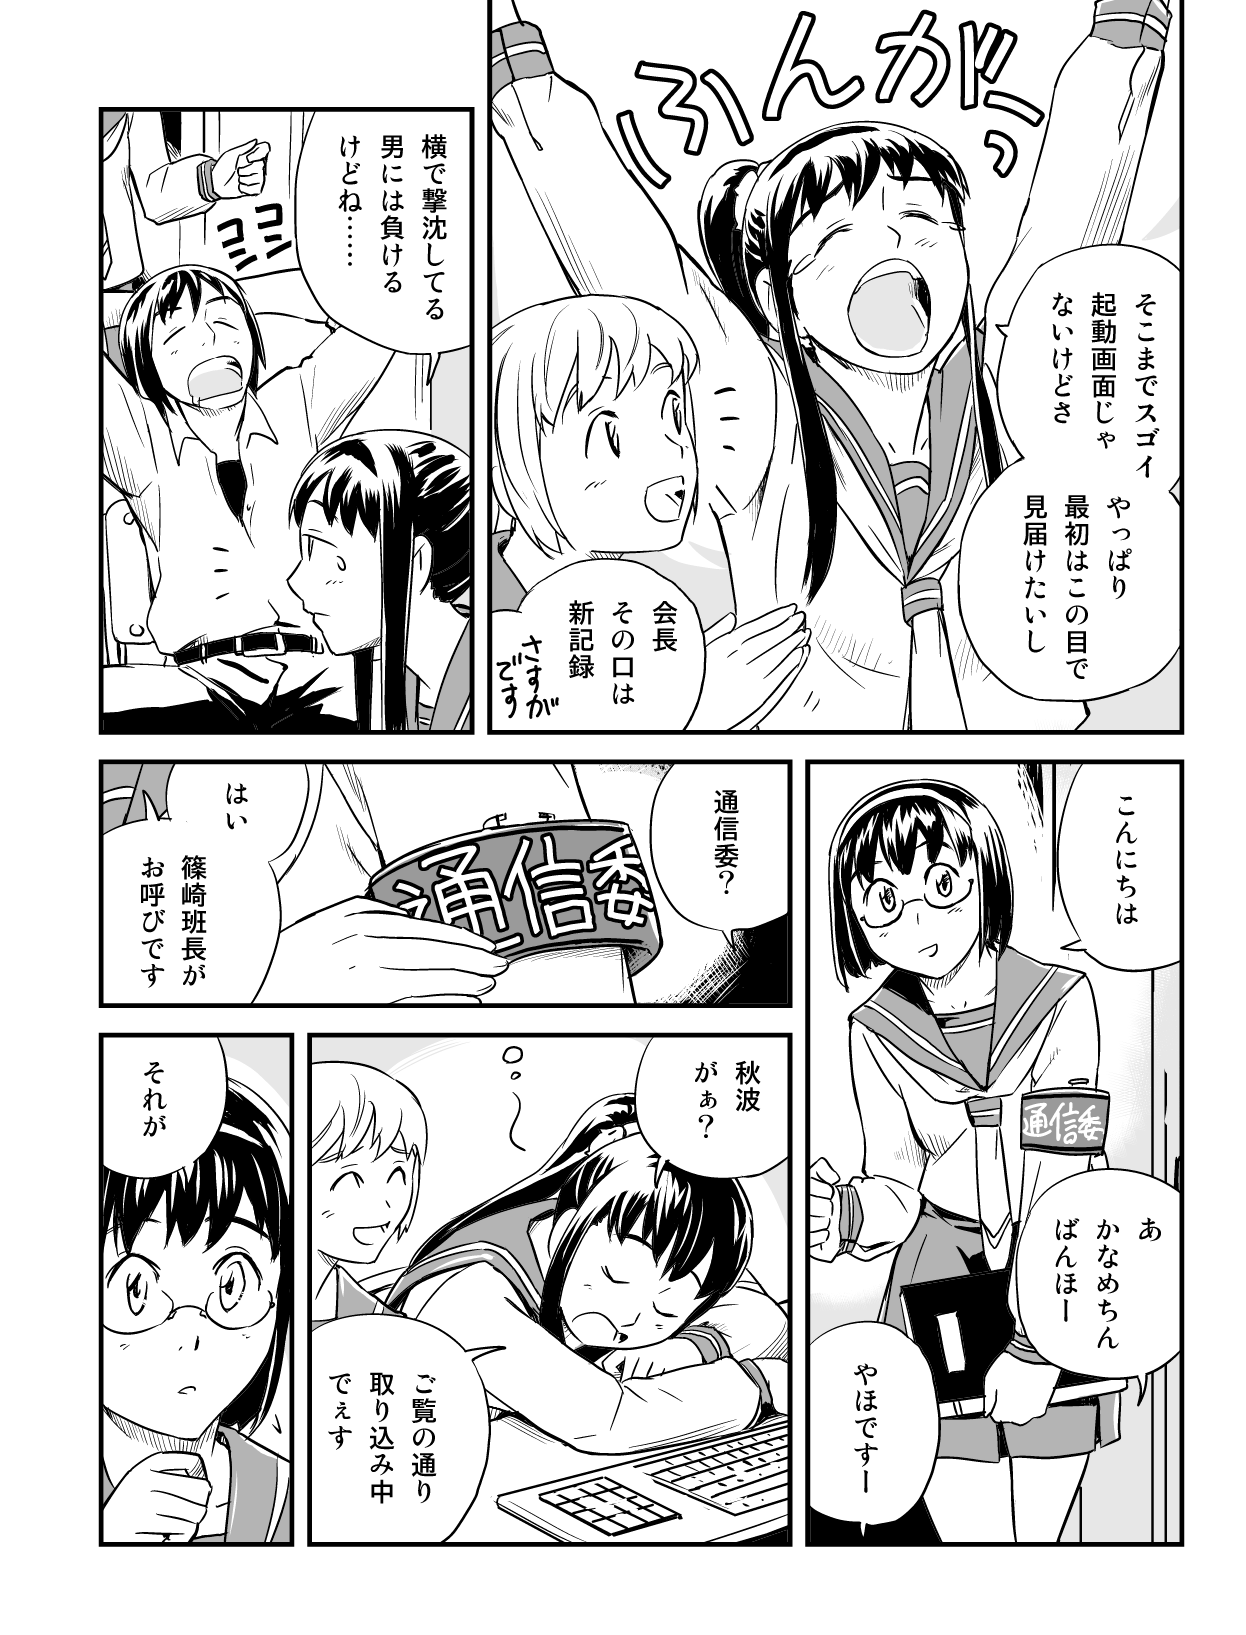 ふんがっ
そこまでスゴイ
起動画面じゃ
ないけどさ
やっぱり
最初はこの目で
見届けたいし
会長
その口は
新記録
さすが
です
横で撃沈してる
男には負ける
けどね……
コキ
コキ
こんにちは
通信委
あ
かなめちん
ばんほー
やほですー
通信委？
通信委
はい
篠崎班長が
お呼びです
秋波
がぁ？
ご覧の通り
取り込み中
でぇす
それが